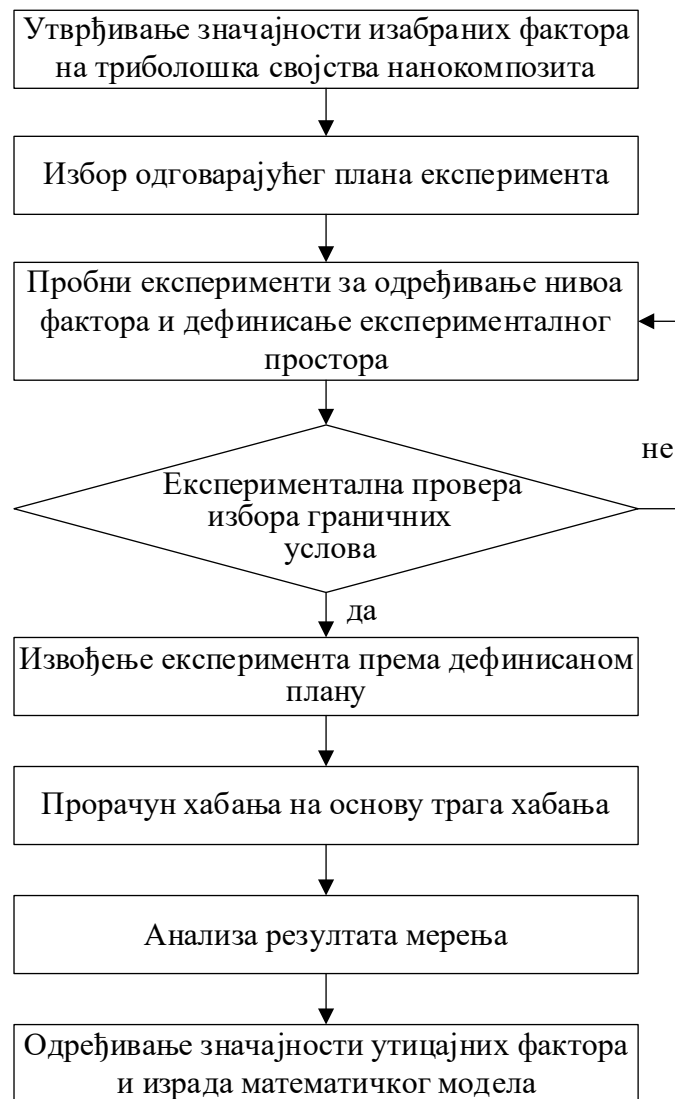 Утврђивање значајности изабраних фактора
на триболошка својства нанокомпозита
Избор одговарајућег плана експеримента
Пробни експерименти за одређивање нивоа
фактора и дефинисање експерименталног
простора
Експериментална провера
избора граничних
услова
не
да
Извођење експеримента према дефинисаном
плану
Прорачун хабања на основу трага хабања
Анализа резултата мерења
Одређивање значајности утицајних фактора
и израда математичког модела